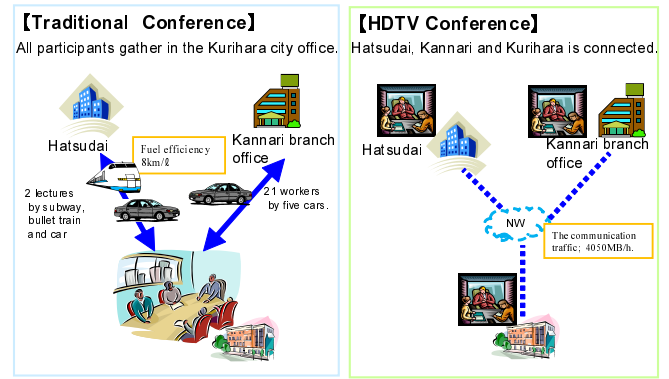 【Traditional Conference】
All participants gather in the Kurihara city office.
Hatsudai
Kannari branch
office
Fuel efficiency
8km/ℓ
2 lectures
by subway,
bullet train
and car
21 workers
by five cars.
【HDTV Conference】
Hatsudai, Kannari and Kurihara is connected.
Hatsudai
Kannari branch
office
NW
The communication
traffic; 4050MB/h.